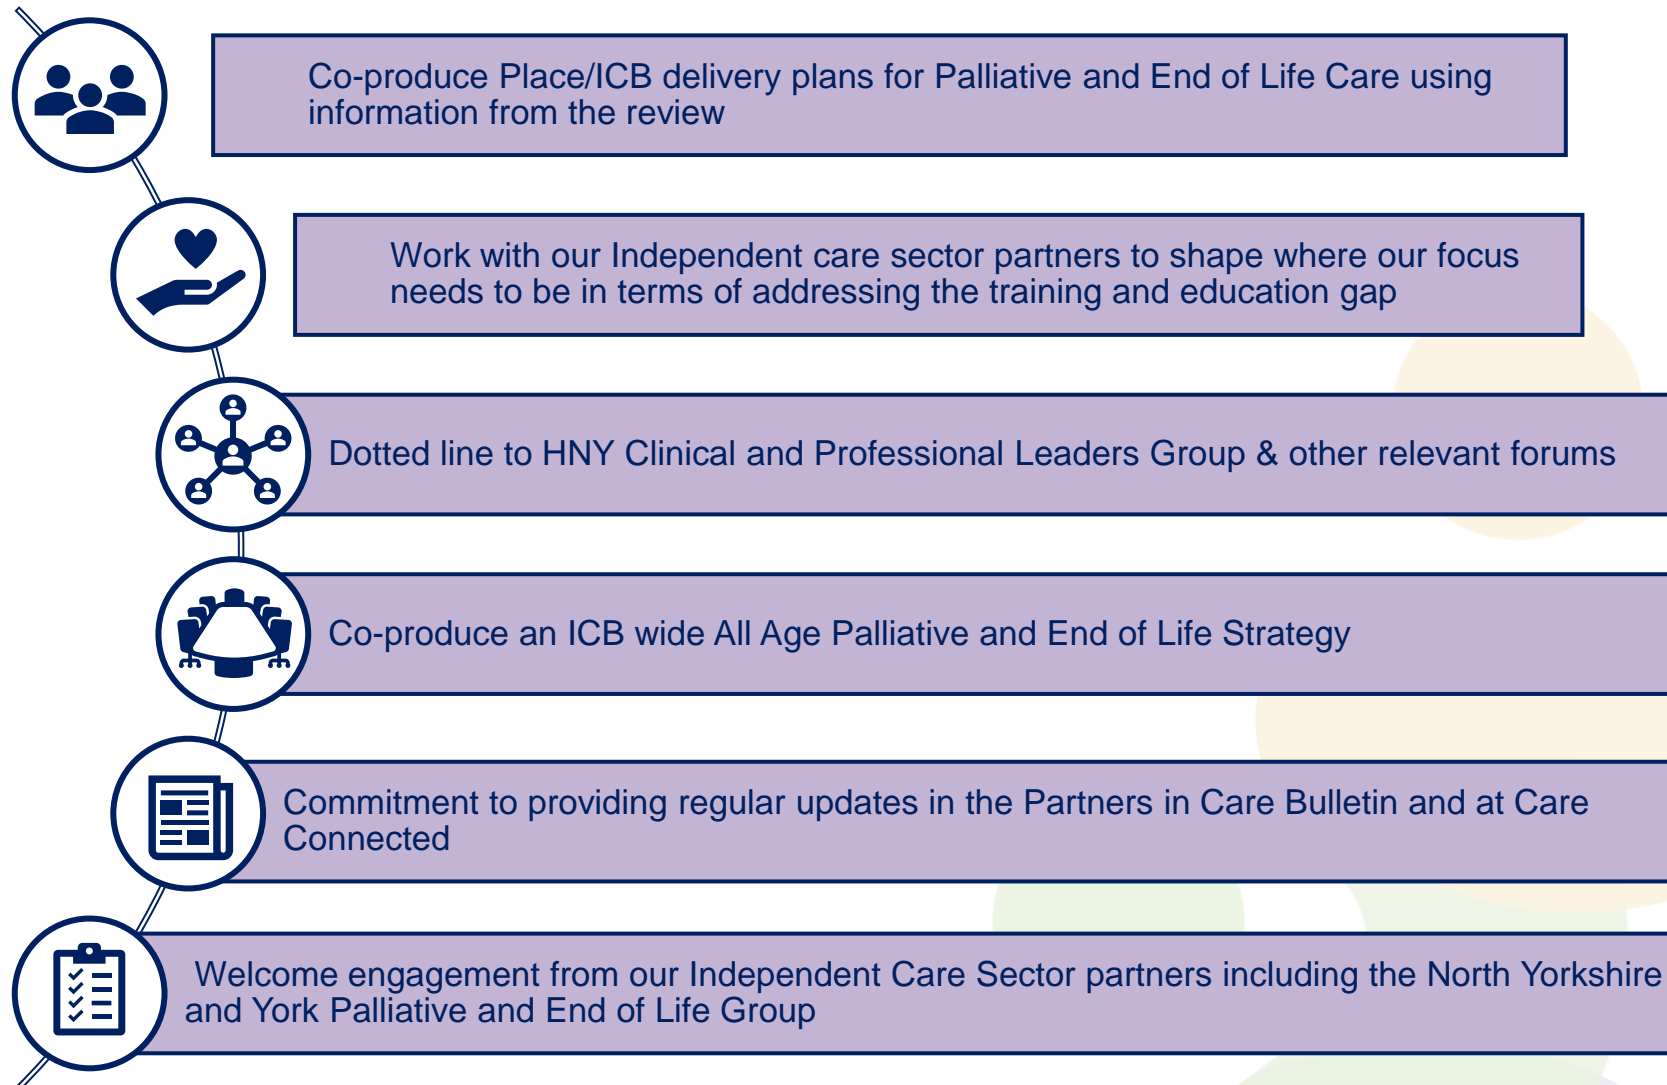 Co-produce Place/ICB delivery plans for Palliative and End of Life Care using
information from the review
Work with our Independent care sector partners to shape where our focus
needs to be in terms of addressing the training and education gap
Dotted line to HNY Clinical and Professional Leaders Group & other relevant forums
Co-produce an ICB wide All Age Palliative and End of Life Strategy
Commitment to providing regular updates in the Partners in Care Bulletin and at Care
Connected
Welcome engagement from our Independent Care Sector partners including the North Yorkshire
and York Palliative and End of Life Group